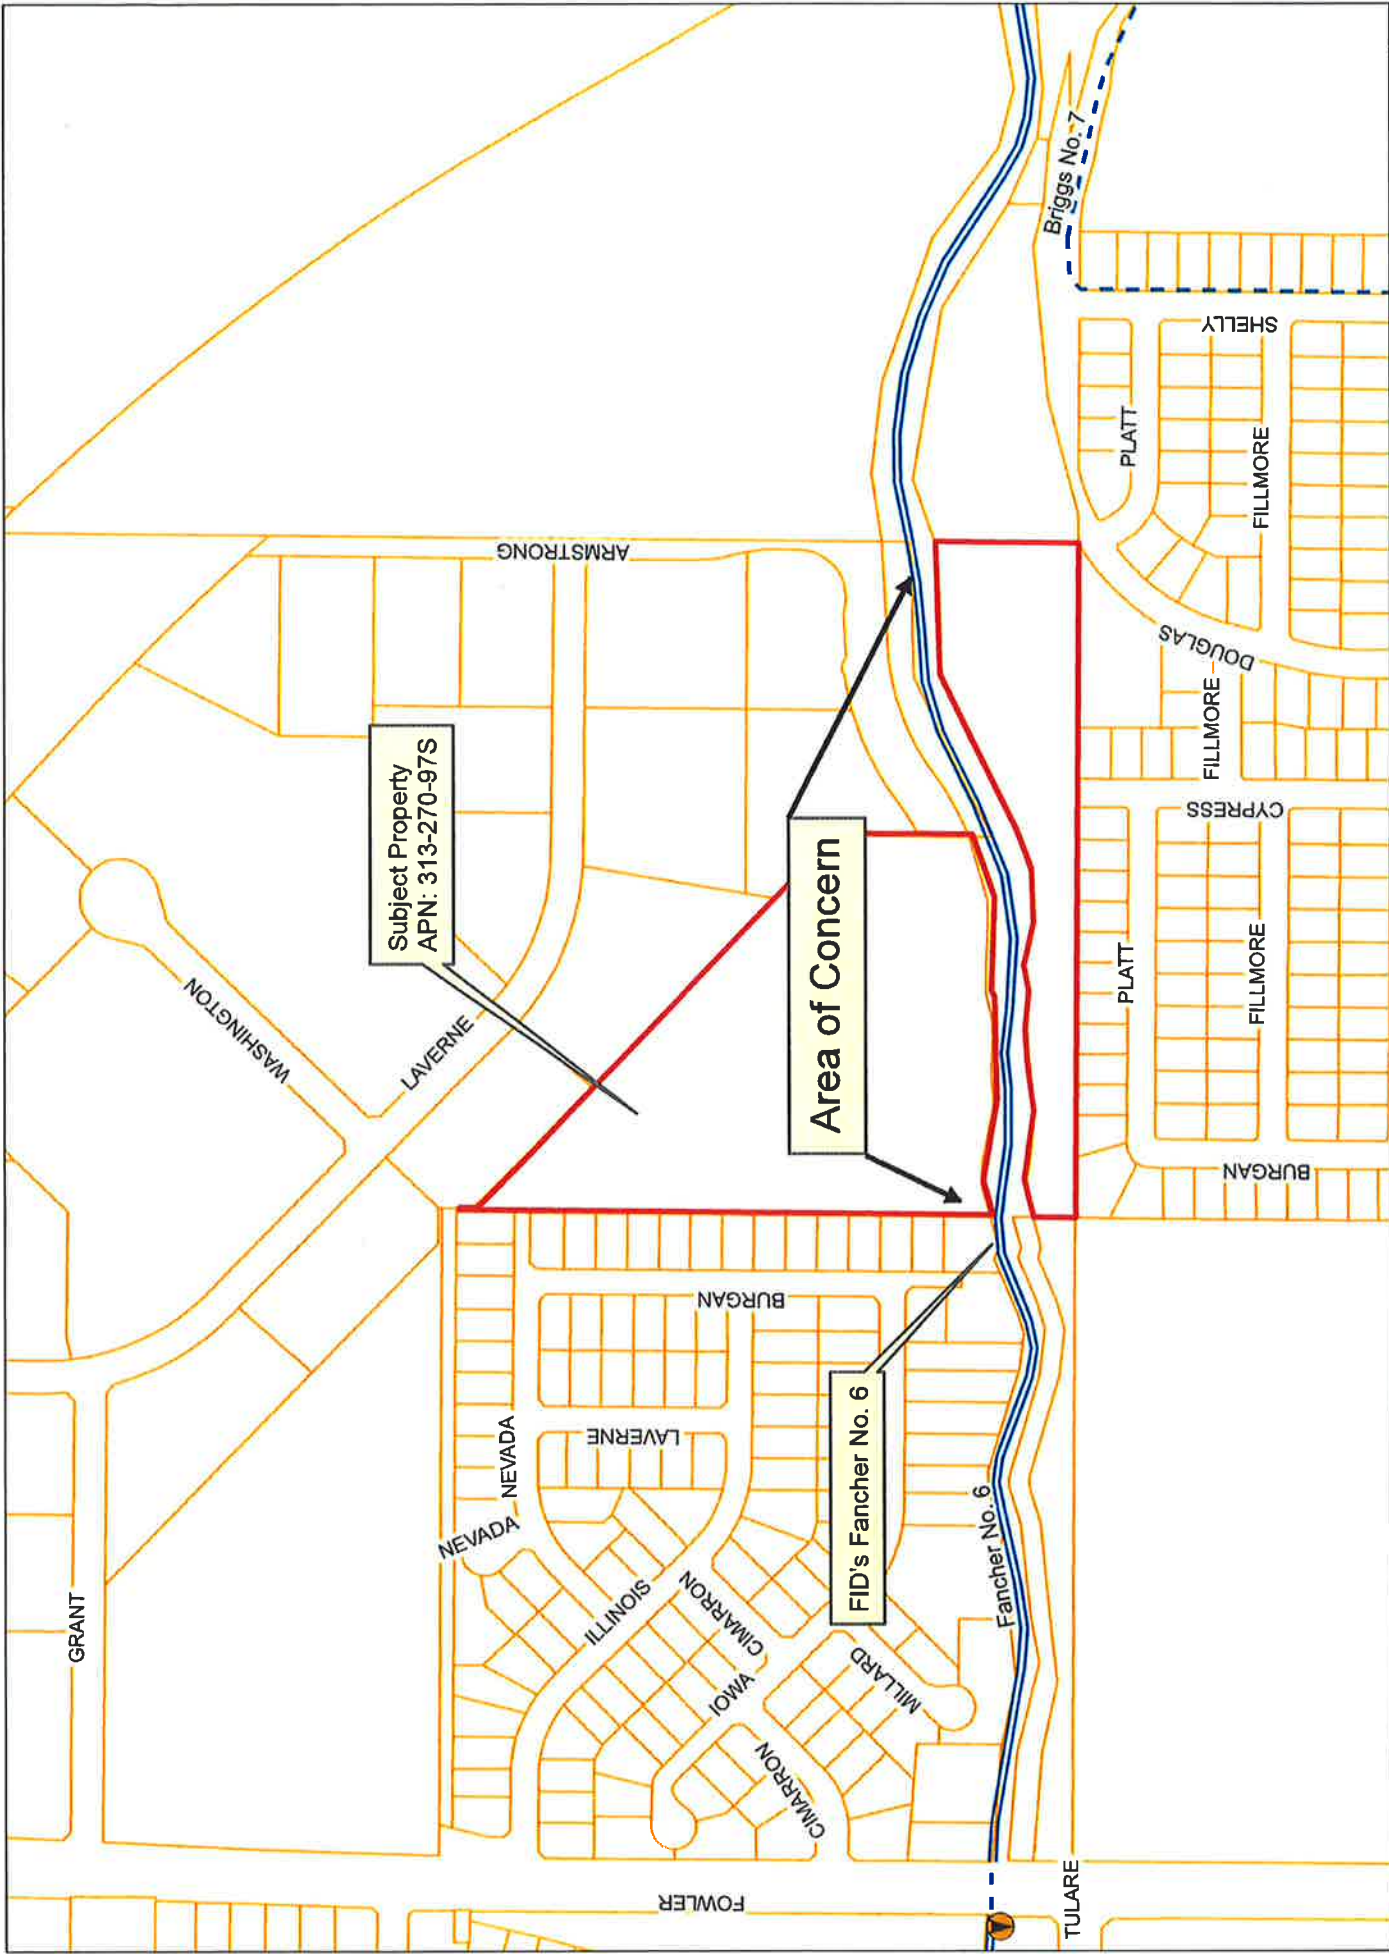 GRANT
WASHINGTON
LAVERNE
Subject Property
APN: 313-270-97S
ARMSTRONG
NEVADA
NEVADA
BURGAN
LAVERNE
ILLINOIS
CIMARRON
IOWA
MILLARD
CIMARRON
FOWLER
Area of Concern
FID's Fancher No. 6
Fancher No. 6
Briggs No. 7
TULARE
BURGAN
PLATT
FILLMORE
CYPRESS
FILLMORE
DOUGLAS
PLATT
FILLMORE
SHELLY